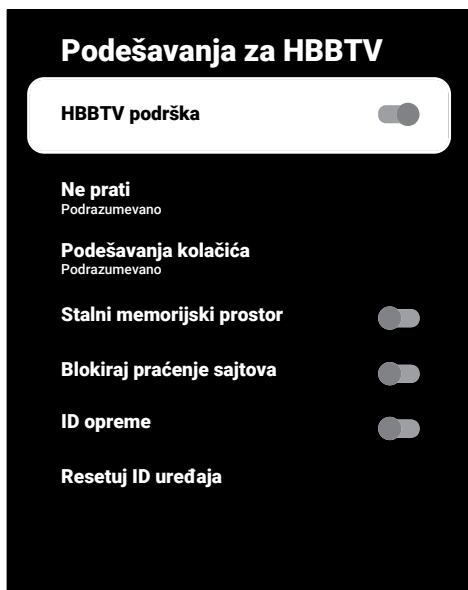 Podešavanja za HBBTV
HBBTV podrška
Ne prati
Podrazumevano
Podešavanja kolačića
Podrazumevano
Stalni memorijski prostor
Blokiraj praćenje sajtova
ID opreme
Resetuj ID uređaja